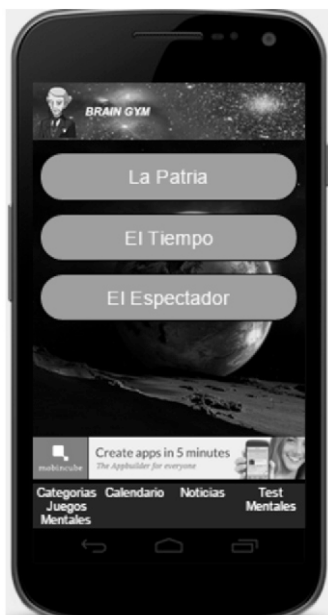 BRAIN GYM
La Patria
El Tiempo
El Espectador
mobincube
Create apps in 5 minutes
The Appbuilder for everyone
Categorias Calendario Noticias Test
Juegos Mentales
Mentales